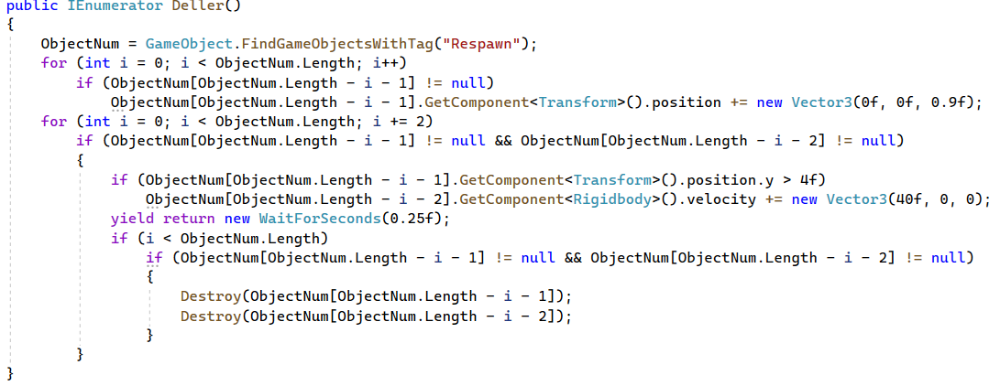 public IEnumerator Deller()
{
    ObjectNum = GameObject.FindGameObjectsWithTag("Respawn");
    for (int i = 0; i < ObjectNum.Length; i++)
        if (ObjectNum[ObjectNum.Length - i - 1] != null)
            ObjectNum[ObjectNum.Length - i - 1].GetComponent<Transform>().position += new Vector3(0f, 0f, 0.9f);
    for (int i = 0; i < ObjectNum.Length; i += 2)
        if (ObjectNum[ObjectNum.Length - i - 1] != null && ObjectNum[ObjectNum.Length - i - 2] != null)
        {
            if (ObjectNum[ObjectNum.Length - i - 1].GetComponent<Transform>().position.y > 4f)
                ObjectNum[ObjectNum.Length - i - 2].GetComponent<Rigidbody>().velocity += new Vector3(40f, 0, 0);
            yield return new WaitForSeconds(0.25f);
            if (i < ObjectNum.Length)
                if (ObjectNum[ObjectNum.Length - i - 1] != null && ObjectNum[ObjectNum.Length - i - 2] != null)
                {
                    Destroy(ObjectNum[ObjectNum.Length - i - 1]);
                    Destroy(ObjectNum[ObjectNum.Length - i - 2]);
                }
        }
}